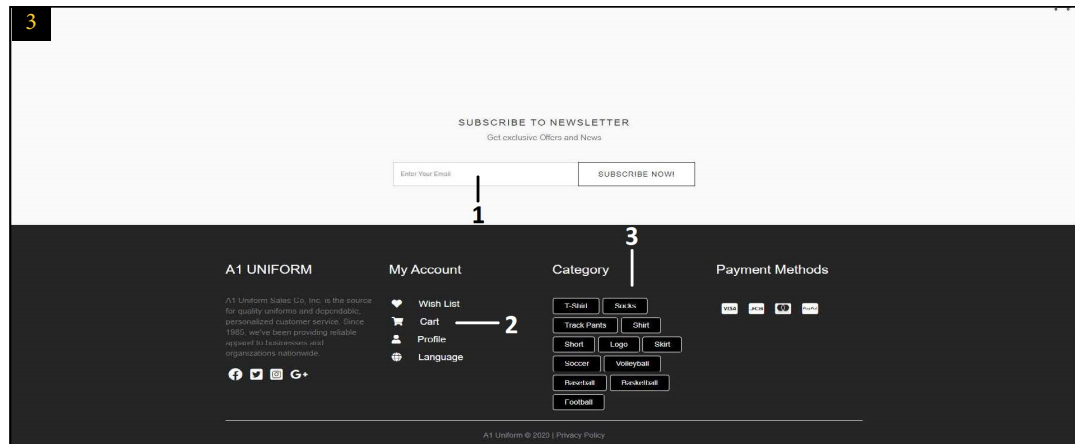 3
SUBSCRIBE TO NEWSLETTER
Get exclusive Offers and News
Enter Your Email
SUBSCRIBE NOW!
1
3
A1 UNIFORM
A1 Uniform Sales Co, Inc. is the source
for quality uniforms and dependable,
personalized customer service. Since
1985, we've been providing reliable
apparel to businesses and
organizations nationwide.
G+
My Account
Wish List
Cart
2
Profile
Language
Category
T-Shirt Socks
Track Pants Shirt
Short Logo Skirt
Soccer Volleyball
Baseball Basketball
Football
Payment Methods
VISA JCB PayPal
A1 Uniform © 2020 | Privacy Policy